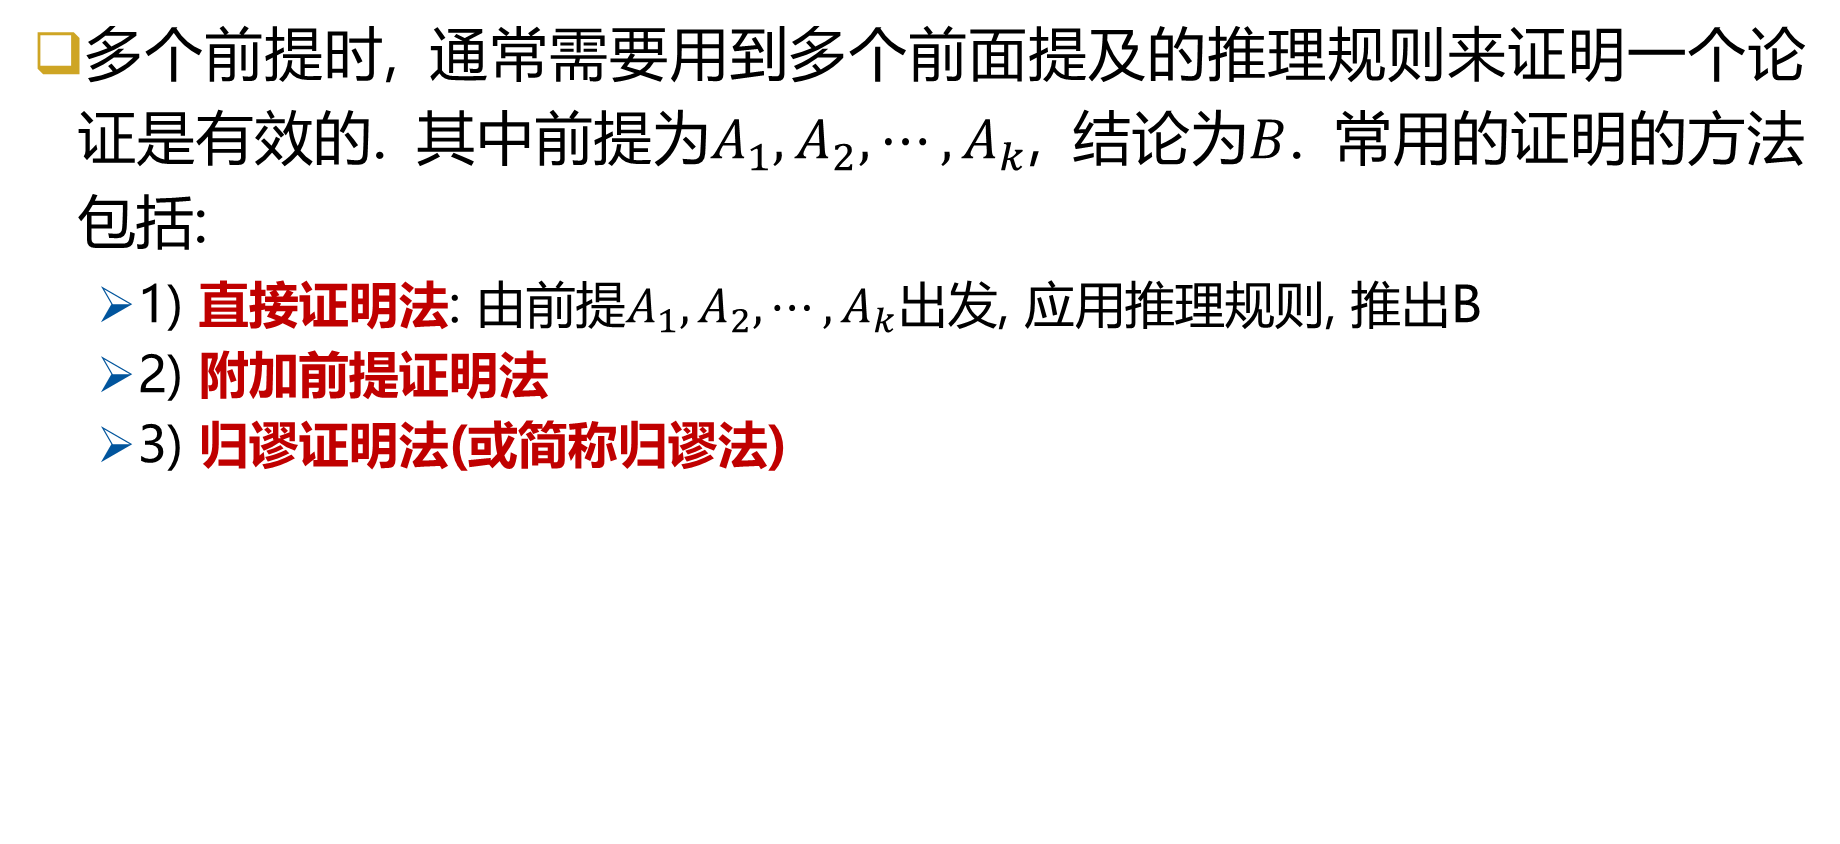 多个前提时, 通常需要用到多个前面提及的推理规则来证明一个论
证是有效的. 其中前提为A₁, A₂, ⋯ , Aₖ, 结论为B. 常用的证明的方法
包括:
1) 直接证明法: 由前提A₁, A₂, ⋯ , Aₖ出发, 应用推理规则, 推出B
2) 附加前提证明法
3) 归谬证明法(或简称归谬法)